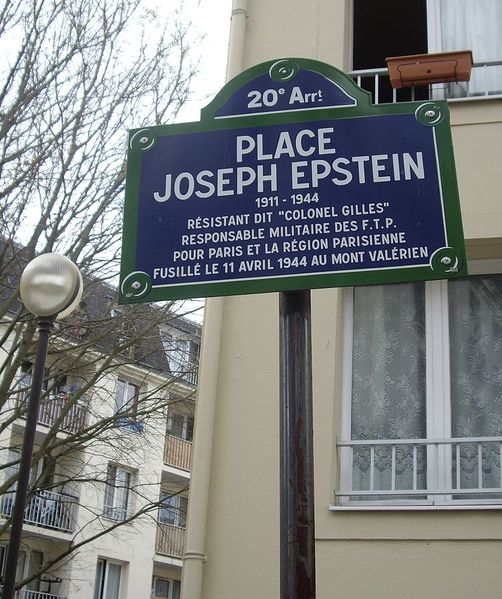 20e Arrt
PLACE
JOSEPH EPSTEIN
1911 - 1944
RÉSISTANT DIT "COLONEL GILLES"
RESPONSABLE MILITAIRE DES F.T.P.
POUR PARIS ET LA RÉGION PARISIENNE
FUSILLÉ LE 11 AVRIL 1944 AU MONT VALÉRIEN